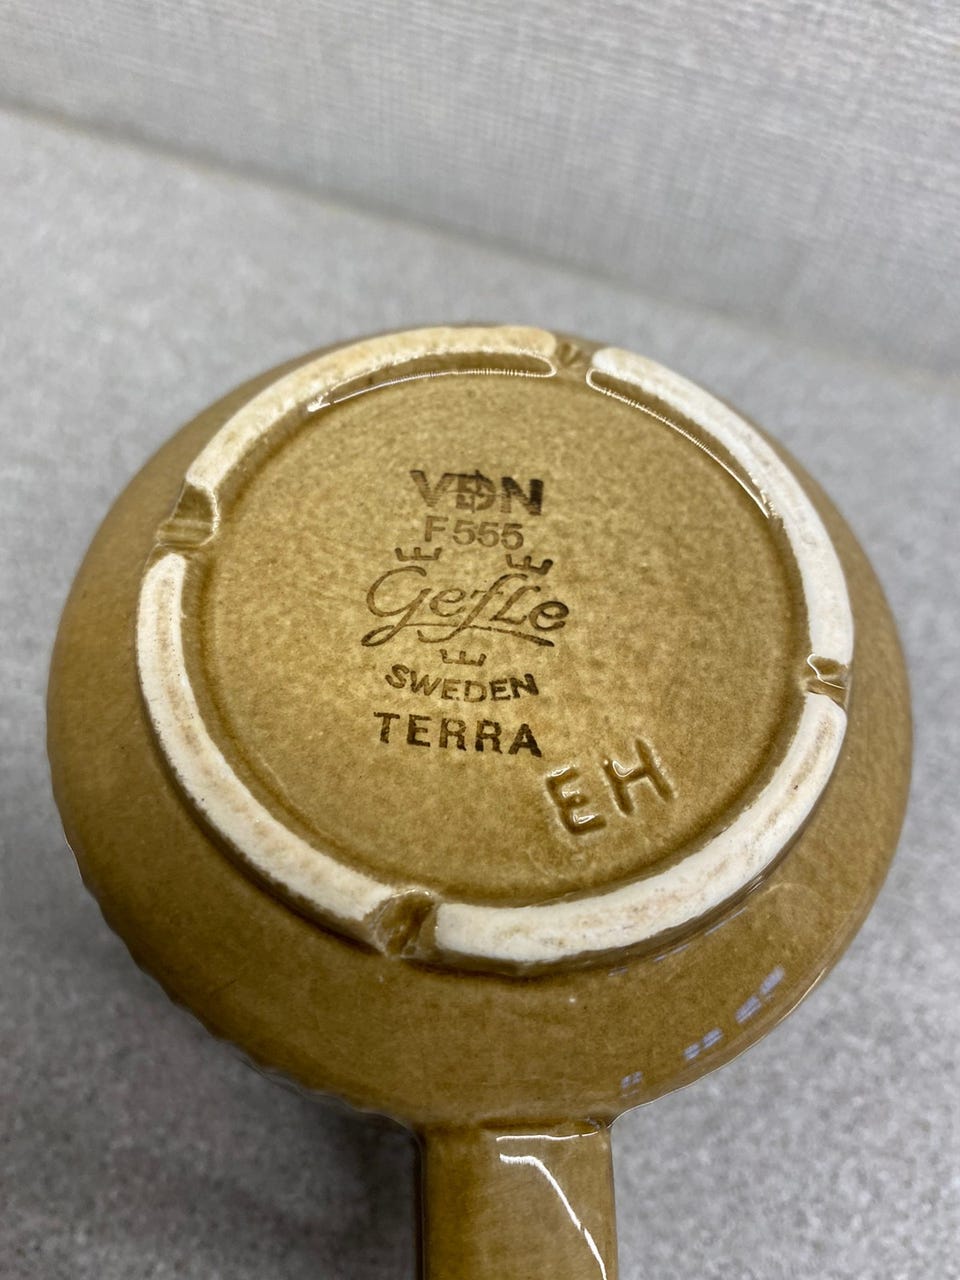 VDN
F555
Gefle
SWEDEN
TERRA
EH